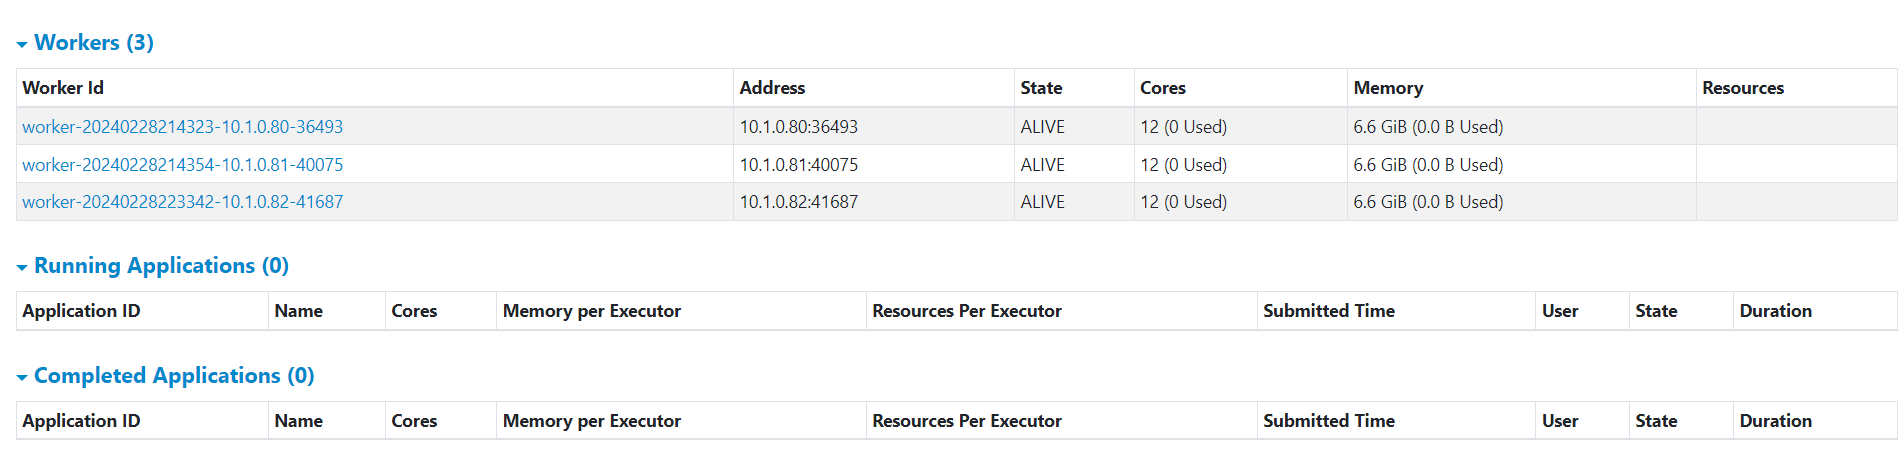 Workers (3)
Worker Id Address State Cores Memory Resources
worker-20240228214323-10.1.0.80-36493 10.1.0.80:36493 ALIVE 12 (0 Used) 6.6 GiB (0.0 B Used)
worker-20240228214354-10.1.0.81-40075 10.1.0.81:40075 ALIVE 12 (0 Used) 6.6 GiB (0.0 B Used)
worker-20240228223342-10.1.0.82-41687 10.1.0.82:41687 ALIVE 12 (0 Used) 6.6 GiB (0.0 B Used)
Running Applications (0)
Application ID Name Cores Memory per Executor Resources Per Executor Submitted Time User State Duration
Completed Applications (0)
Application ID Name Cores Memory per Executor Resources Per Executor Submitted Time User State Duration